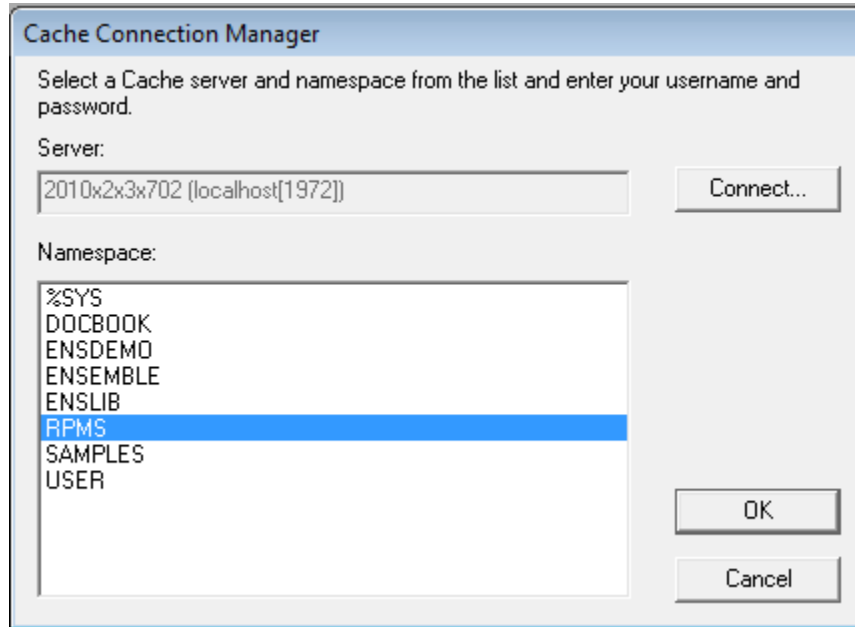 Cache Connection Manager
Select a Cache server and namespace from the list and enter your username and
password.
Server:
2010x2x3x702 (localhost[1972])
Connect...
Namespace:
%SYS
DOCBOOK
ENSDEMO
ENSEMBLE
ENSLIB
RPMS
SAMPLES
USER
OK
Cancel